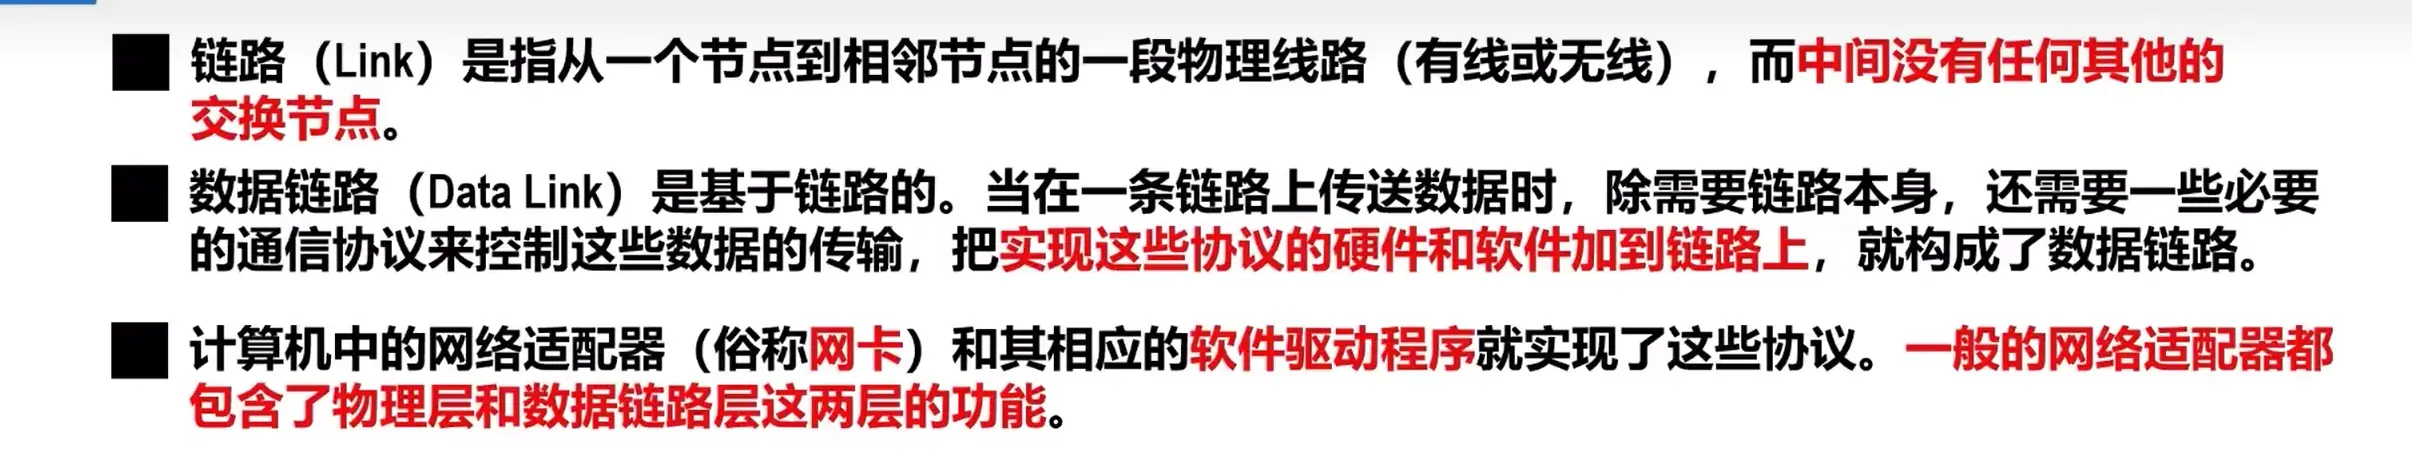 链路（Link）是指从一个节点到相邻节点的一段物理线路（有线或无线），而中间没有任何其他的
交换节点。
数据链路（Data Link）是基于链路的。当在一条链路上传送数据时，除需要链路本身，还需要一些必要
的通信协议来控制这些数据的传输，把实现这些协议的硬件和软件加到链路上，就构成了数据链路。
计算机中的网络适配器（俗称网卡）和其相应的软件驱动程序就实现了这些协议。一般的网络适配器都
包含了物理层和数据链路层这两层的功能。